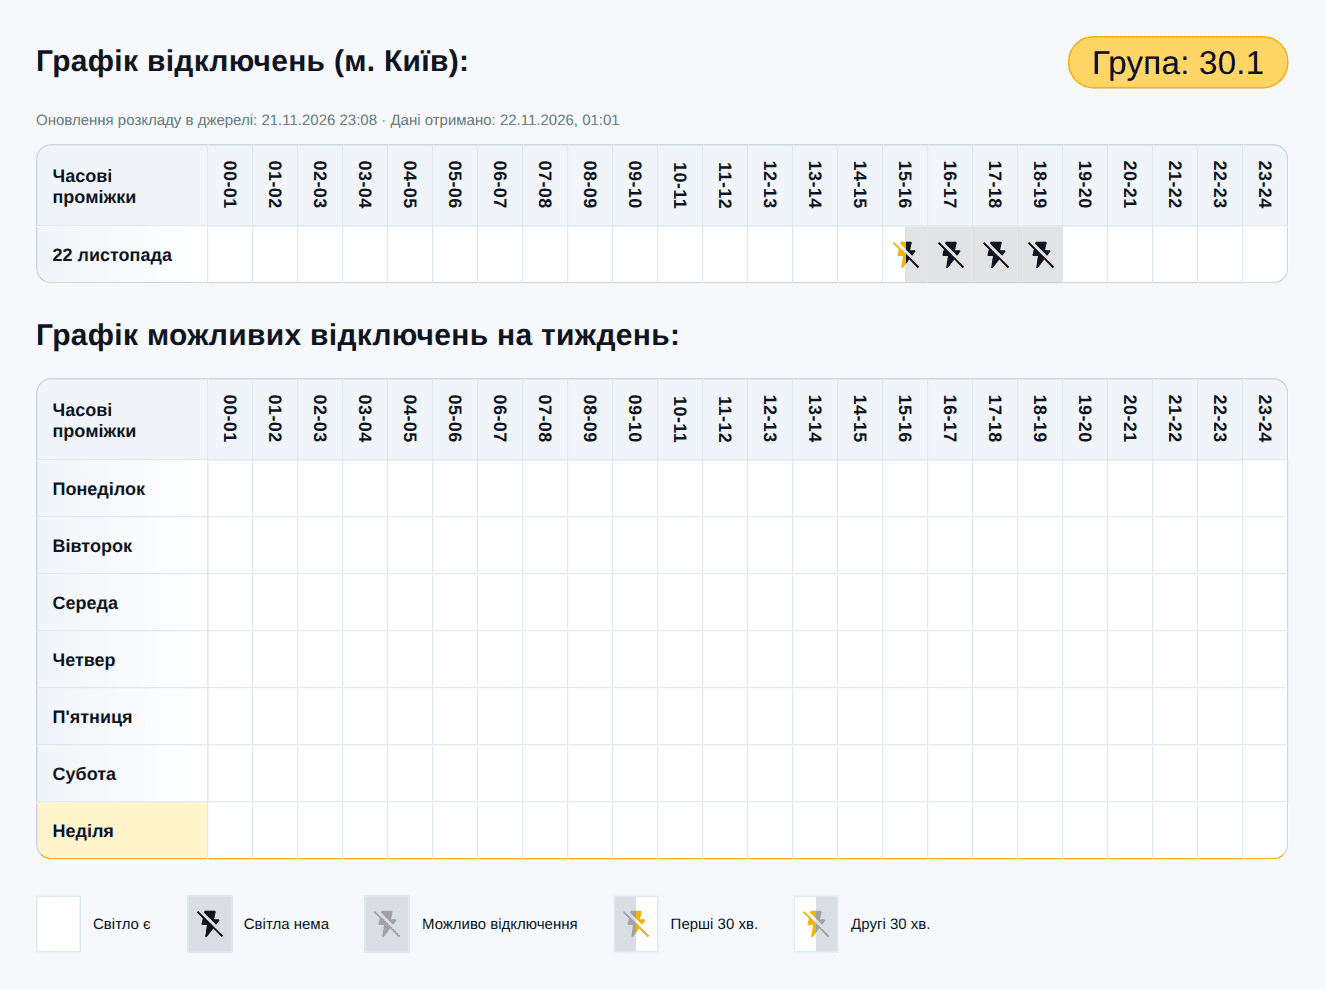 Графік відключень (м. Київ):
Група: 30.1
Оновлення розкладу в джерелі: 21.11.2026 23:08 · Дані отримано: 22.11.2026, 01:01
Часові проміжки 00-01 01-02 02-03 03-04 04-05 05-06 06-07 07-08 08-09 09-10 10-11 11-12 12-13 13-14 14-15 15-16 16-17 17-18 18-19 19-20 20-21 21-22 22-23 23-24
22 листопада
Графік можливих відключень на тиждень:
Часові проміжки 00-01 01-02 02-03 03-04 04-05 05-06 06-07 07-08 08-09 09-10 10-11 11-12 12-13 13-14 14-15 15-16 16-17 17-18 18-19 19-20 20-21 21-22 22-23 23-24
Понеділок
Вівторок
Середа
Четвер
П'ятниця
Субота
Неділя
Світло є Світла нема Можливо відключення Перші 30 хв. Другі 30 хв.